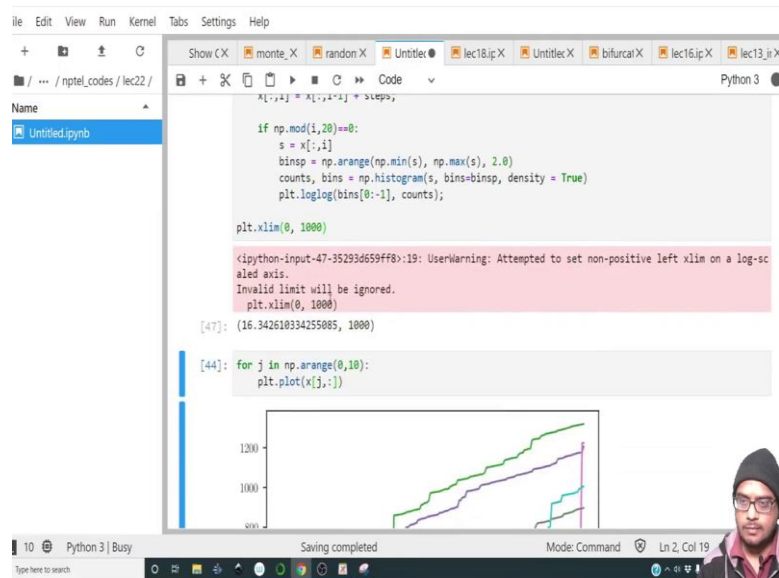 ile Edit View Run Kernel Tabs Settings Help
Show C X monte_ X randon X Untitle lec18.ip X Untitlec X bifurcat X lec16.ip X lec13_ir X
/ ··· / nptel_codes / lec22 /
Code
Python 3
Name
Untitled.ipynb
x[:,i] = x[:,i-1] + steps;
if np.mod(i,20)==0:
s = x[:,i]
binsp = np.arange(np.min(s), np.max(s), 2.0)
counts, bins = np.histogram(s, bins=binsp, density = True)
plt.loglog(bins[0:-1], counts);
plt.xlim(0, 1000)
<ipython-input-47-35293d659ff8>:19: UserWarning: Attempted to set non-positive left xlim on a log-sc
aled axis.
Invalid limit will be ignored.
plt.xlim(0, 1000)
[47]: (16.342610334255085, 1000)
[44]: for j in np.arange(0,10):
plt.plot(x[j,:])
1200
1000
800
10 Python 3 | Busy Saving completed Mode: Command Ln 2, Col 19
Type here to search